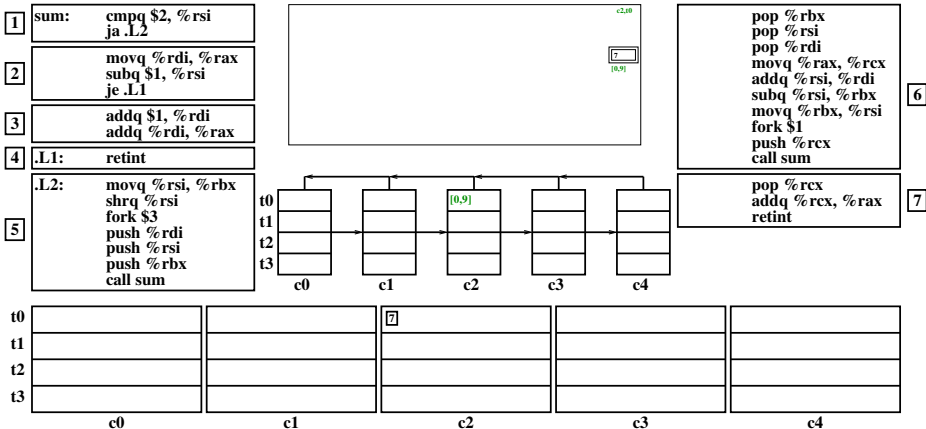 1
sum: cmpq $2, %rsi
ja .L2
2
movq %rdi, %rax
subq $1, %rsi
je .L1
3
addq $1, %rdi
addq %rdi, %rax
4
.L1: retint
5
.L2: movq %rsi, %rbx
shrq %rsi
fork $3
push %rdi
push %rsi
push %rbx
call sum
c2,t0
7
[0,9]
pop %rbx
pop %rsi
pop %rdi
movq %rax, %rcx
addq %rsi, %rdi
subq %rsi, %rbx
movq %rbx, %rsi
fork $1
push %rcx
call sum
6
pop %rcx
addq %rcx, %rax
retint
7
t0 [0,9]
t1
t2
t3
c0 c1 c2 c3 c4
t0 7
t1
t2
t3
c0 c1 c2 c3 c4